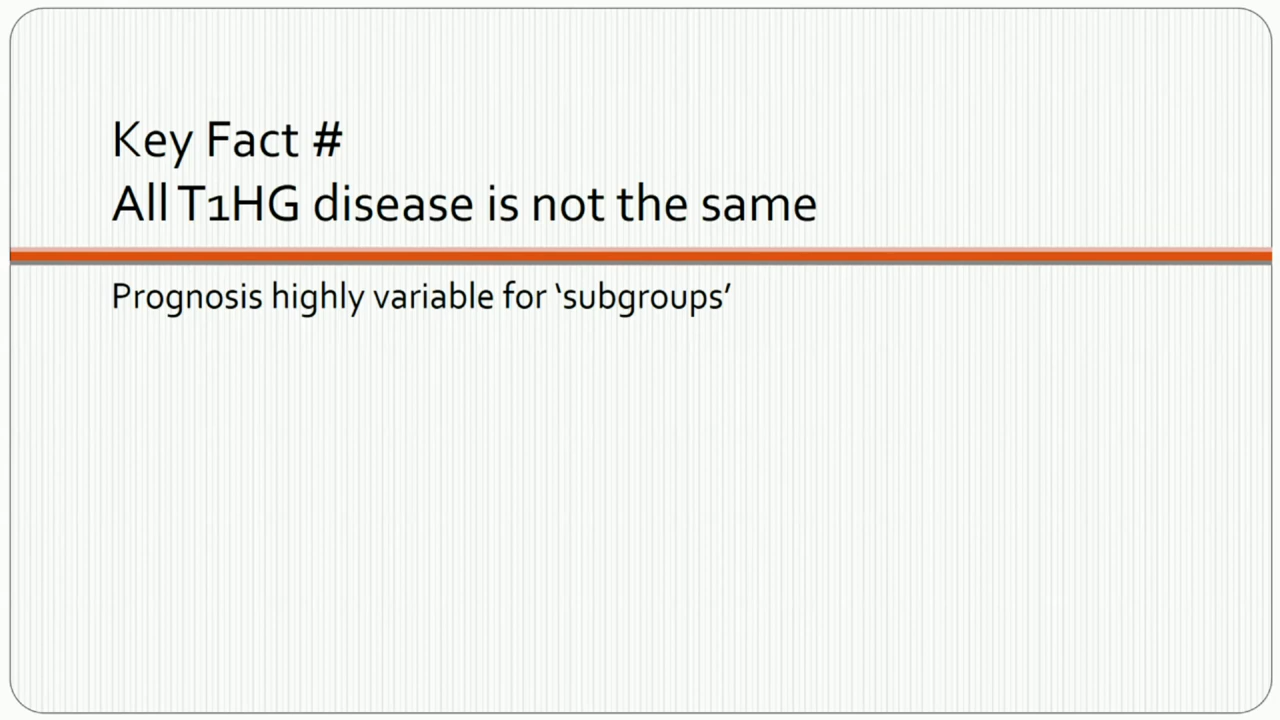 Key Fact #
All T1HG disease is not the same
Prognosis highly variable for ‘subgroups’